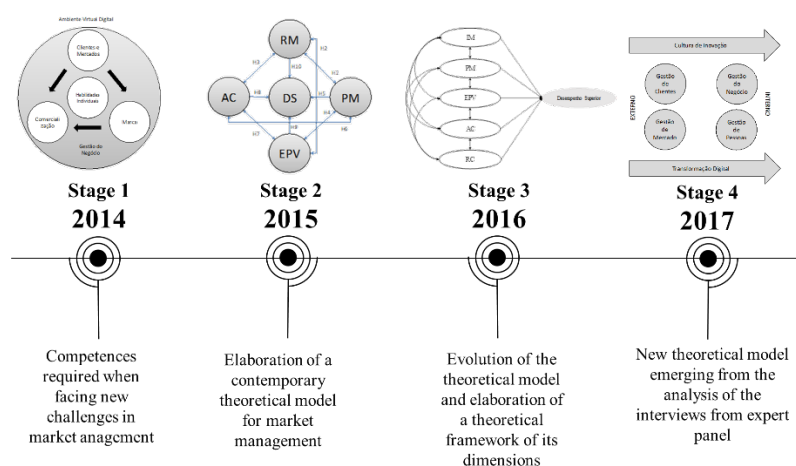 Ambiente Virtual Digital
Clientes e
Mercados
Habilidades
Individuais
Comerciali
zação
Marca
Gestão do
Negócio
Stage 1
2014
RM
H2
H3
H10
H1
AC
H8
DS
H5
PM
H7
H9
H4
H6
EPV
Stage 2
2015
IM
PM
EPV
AC
RC
Desempenho Superior
Stage 3
2016
Cultura de Inovação
EXTERNO
Gestão
de
Clientes
Gestão
do
Negócio
INTERNO
Gestão
de
Mercado
Gestão
de
Pessoas
Transformação Digital
Stage 4
2017
Competences
required when
facing new
challenges in
market anagement
Elaboration of a
contemporary
theoretical model
for market
management
Evolution of the
theoretical model
and elaboration of
a theoretical
framework of its
dimensions
New theoretical model
emerging from the
analysis of the
interviews from expert
panel